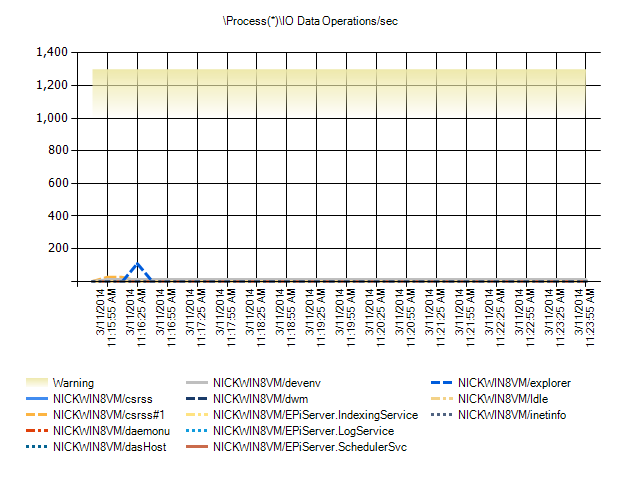 \Process(*)\IO Data Operations/sec
1,400
1,200
1,000
800
600
400
200
3/11/2014 11:15:55 AM
3/11/2014 11:16:25 AM
3/11/2014 11:16:55 AM
3/11/2014 11:17:25 AM
3/11/2014 11:17:55 AM
3/11/2014 11:18:25 AM
3/11/2014 11:18:55 AM
3/11/2014 11:19:25 AM
3/11/2014 11:19:55 AM
3/11/2014 11:20:25 AM
3/11/2014 11:20:55 AM
3/11/2014 11:21:25 AM
3/11/2014 11:21:55 AM
3/11/2014 11:22:25 AM
3/11/2014 11:22:55 AM
3/11/2014 11:23:25 AM
3/11/2014 11:23:55 AM
Warning NICKWIN8VM/devenv NICKWIN8VM/explorer
NICKWIN8VM/csrss NICKWIN8VM/dwm NICKWIN8VM/Idle
NICKWIN8VM/csrss#1 NICKWIN8VM/EPiServer.IndexingService NICKWIN8VM/inetinfo
NICKWIN8VM/daemonu NICKWIN8VM/EPiServer.LogService
NICKWIN8VM/dasHost NICKWIN8VM/EPiServer.SchedulerSvc